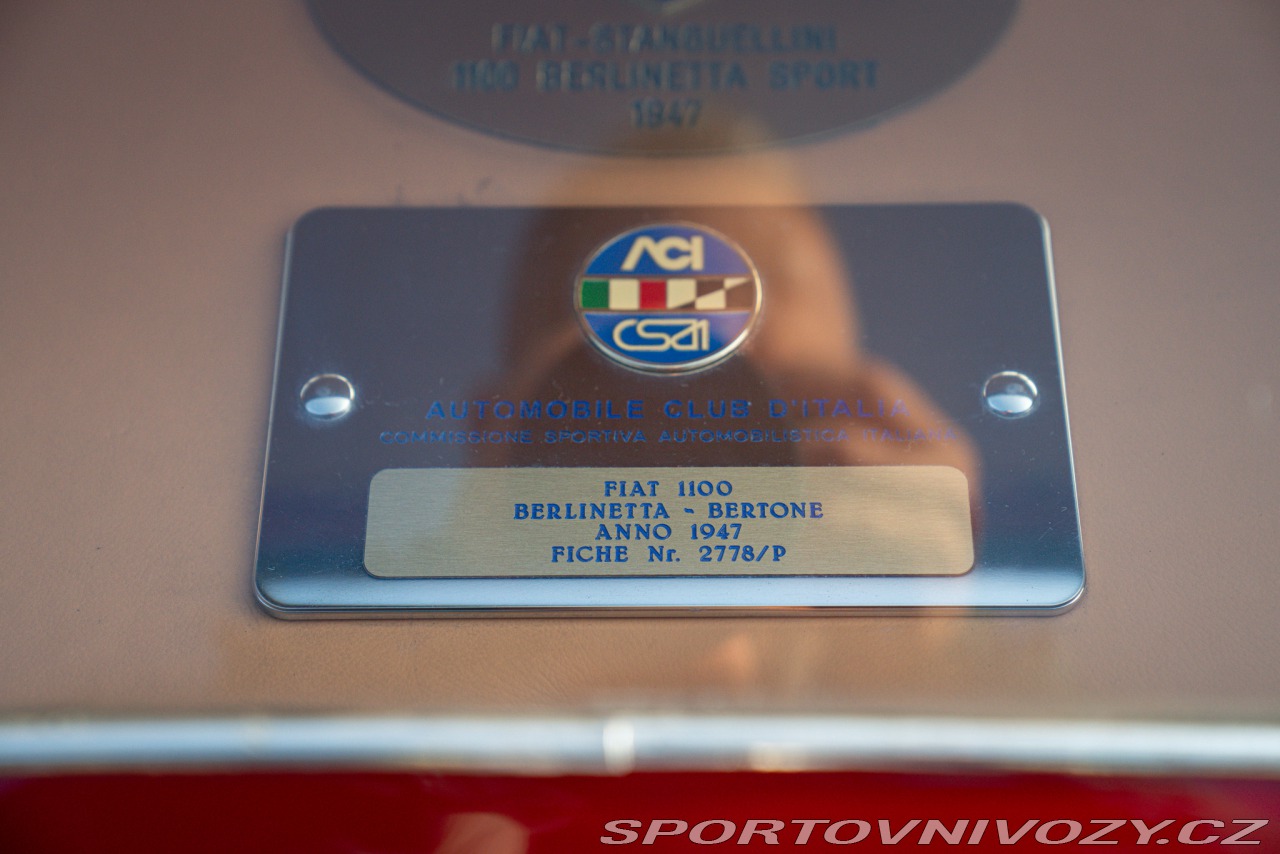 FIAT-STANGUELLINI
1100 BERLINETTA SPORT
1947
ACI
CSAI
AUTOMOBILE CLUB D'ITALIA
COMMISSIONE SPORTIVA AUTOMOBILISTICA ITALIANA
FIAT 1100
BERLINETTA - BERTONE
ANNO 1947
FICHE Nr. 2778/P
SPORTOVNIVOZY.CZ